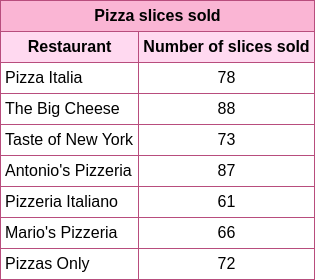 Pizza slices sold
Restaurant Number of slices sold
Pizza Italia 78
The Big Cheese 88
Taste of New York 73
Antonio's Pizzeria 87
Pizzeria Italiano 61
Mario's Pizzeria 66
Pizzas Only 72